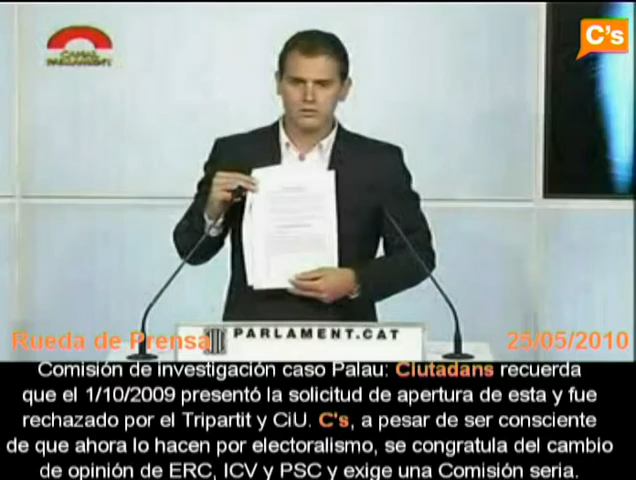 CANAL
PARLAMENT
C's
Rueda de Prensa
PARLAMENT.CAT
25/05/2010
Comisión de investigación caso Palau: Ciutadans recuerda
que el 1/10/2009 presentó la solicitud de apertura de esta y fue
rechazado por el Tripartit y CiU. C's, a pesar de ser consciente
de que ahora lo hacen por electoralismo, se congratula del cambio
de opinión de ERC, ICV y PSC y exige una Comisión seria.